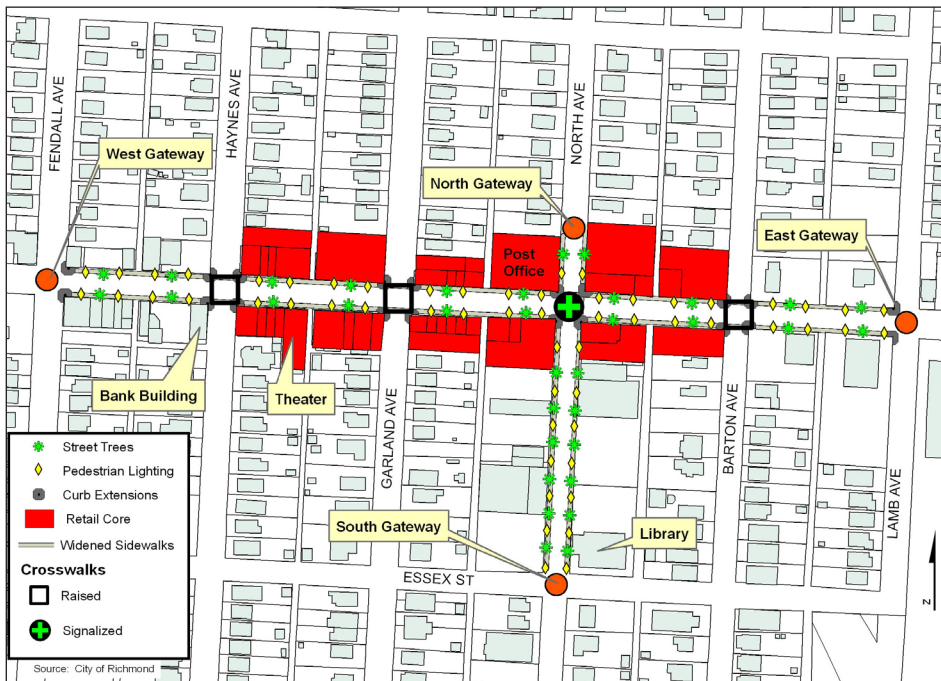 FENDALL AVE
HAYNES AVE
NORTH AVE
West Gateway
North Gateway
East Gateway
Post
Office
Bank Building
Theater
GARLAND AVE
BARTON AVE
LAMB AVE
South Gateway
Library
ESSEX ST
Street Trees
Pedestrian Lighting
Curb Extensions
Retail Core
Widened Sidewalks
Crosswalks
Raised
Signalized
Source: City of Richmond
N